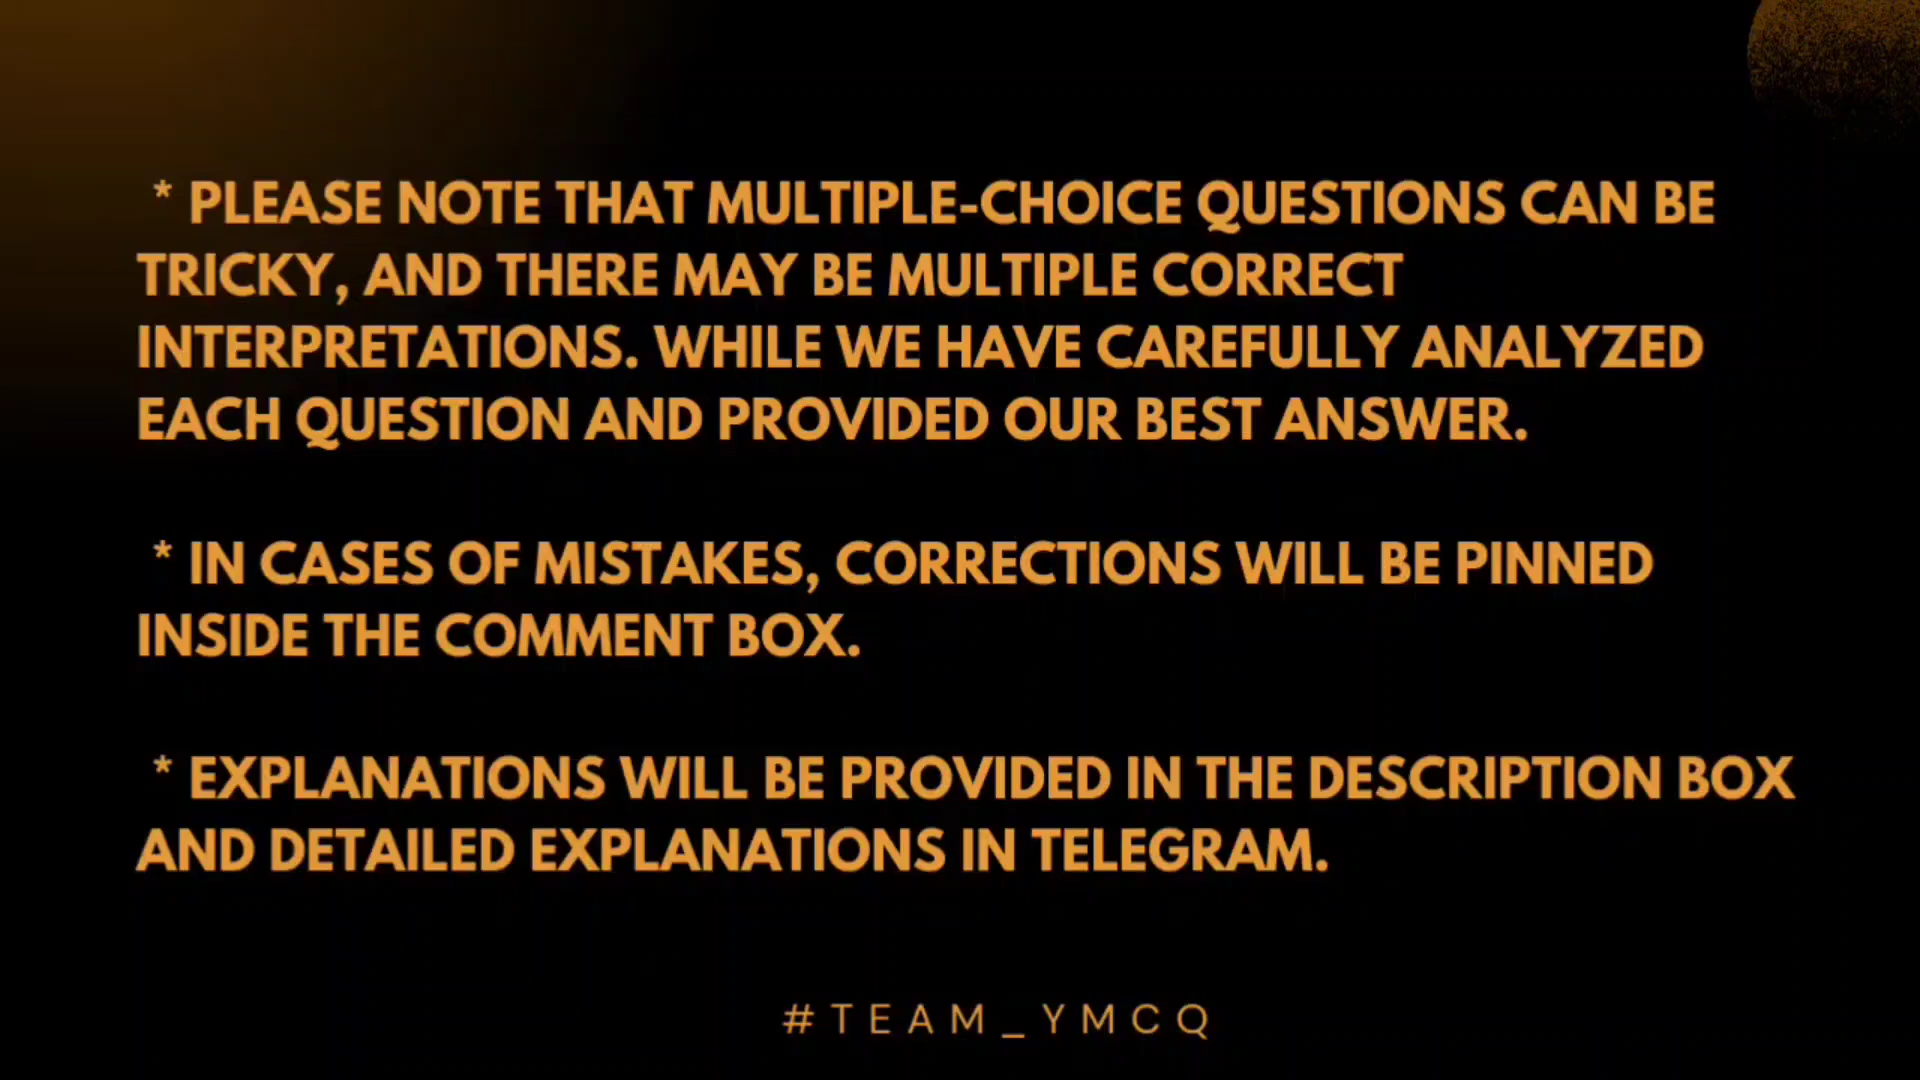 * PLEASE NOTE THAT MULTIPLE-CHOICE QUESTIONS CAN BE
TRICKY, AND THERE MAY BE MULTIPLE CORRECT
INTERPRETATIONS. WHILE WE HAVE CAREFULLY ANALYZED
EACH QUESTION AND PROVIDED OUR BEST ANSWER.
* IN CASES OF MISTAKES, CORRECTIONS WILL BE PINNED
INSIDE THE COMMENT BOX.
* EXPLANATIONS WILL BE PROVIDED IN THE DESCRIPTION BOX
AND DETAILED EXPLANATIONS IN TELEGRAM.
#TEAM_YMCQ